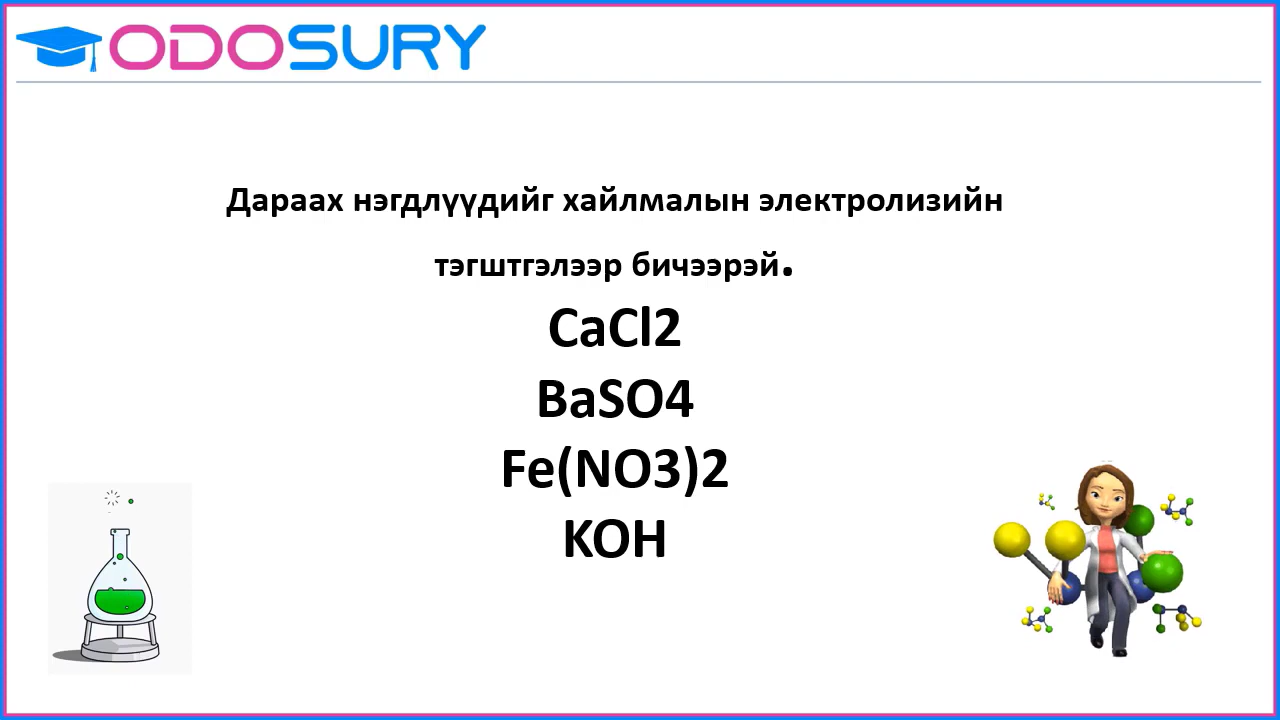 ODOSURY
Дараах нэгдлүүдийг хайлмалын электролизийн
тэгштгэлээр бичээрэй.
CaCl2
BaSO4
Fe(NO3)2
KOH